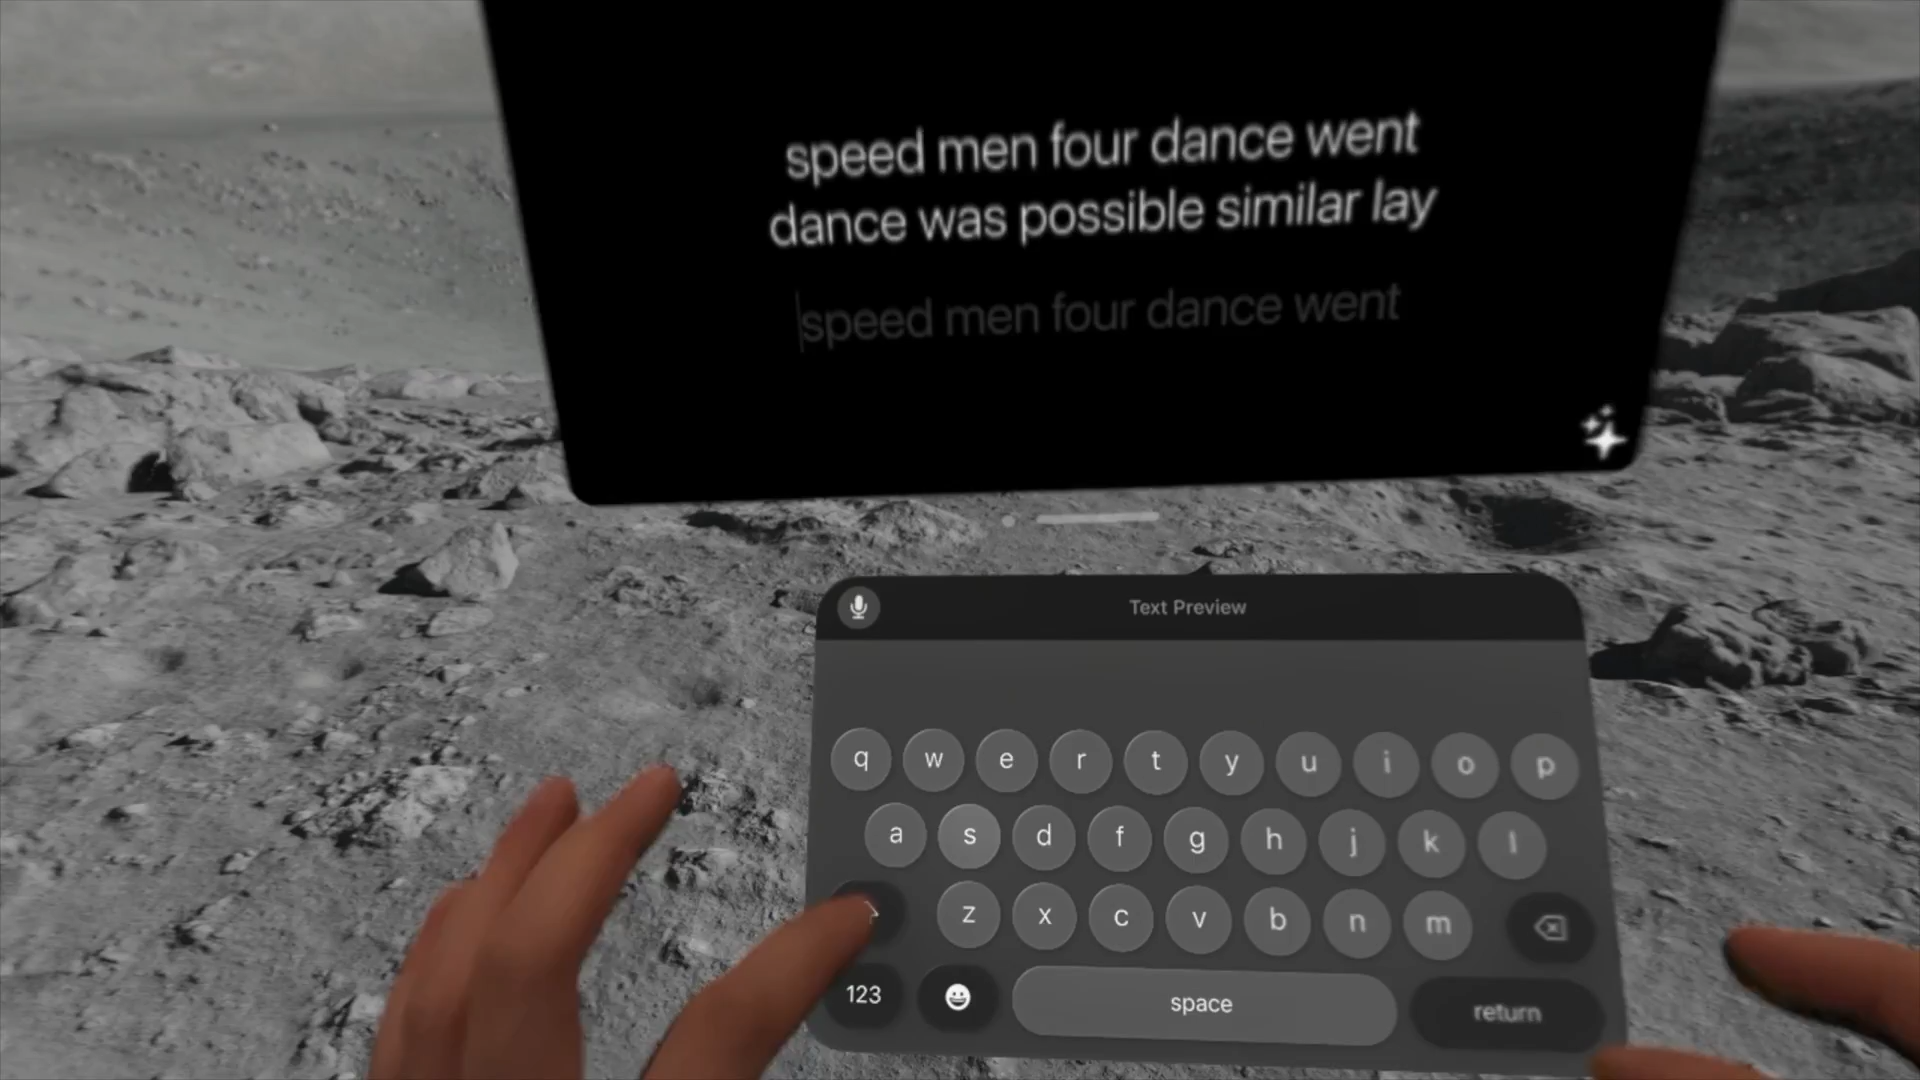 speed men four dance went
dance was possible similar lay
speed men four dance went
Text Preview
q w e r t y u i o p
a s d f g h j k l
z x c v b n m
123 space return